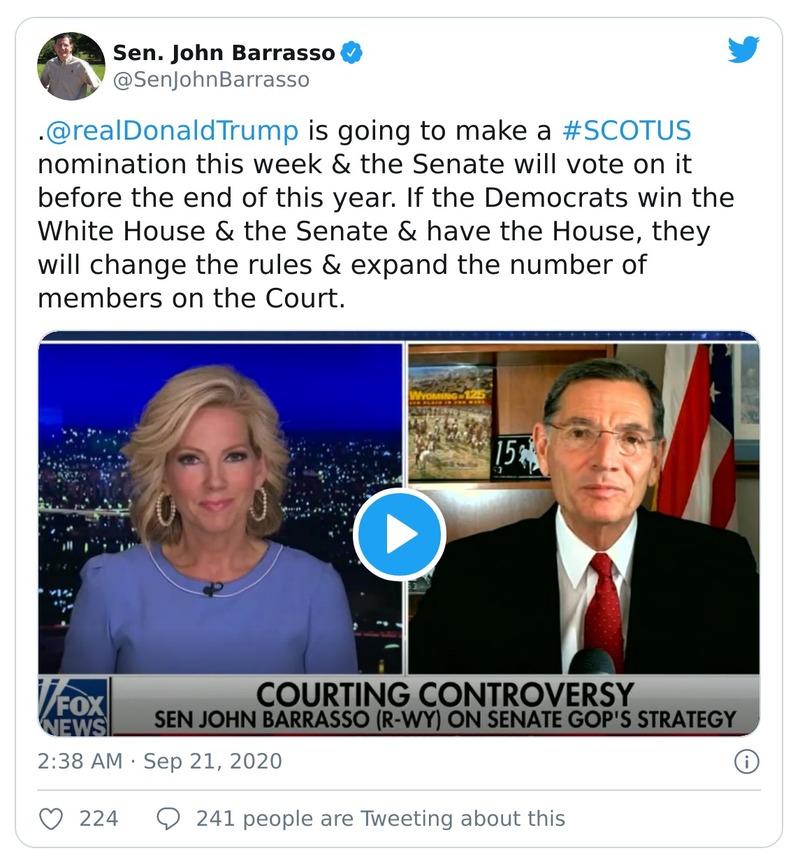 Sen. John Barrasso
@SenJohnBarrasso
.@realDonaldTrump is going to make a #SCOTUS
nomination this week & the Senate will vote on it
before the end of this year. If the Democrats win the
White House & the Senate & have the House, they
will change the rules & expand the number of
members on the Court.
WYOMING 125
15
FOX
NEWS
COURTING CONTROVERSY
SEN JOHN BARRASSO (R-WY) ON SENATE GOP'S STRATEGY
2:38 AM · Sep 21, 2020
224
241 people are Tweeting about this